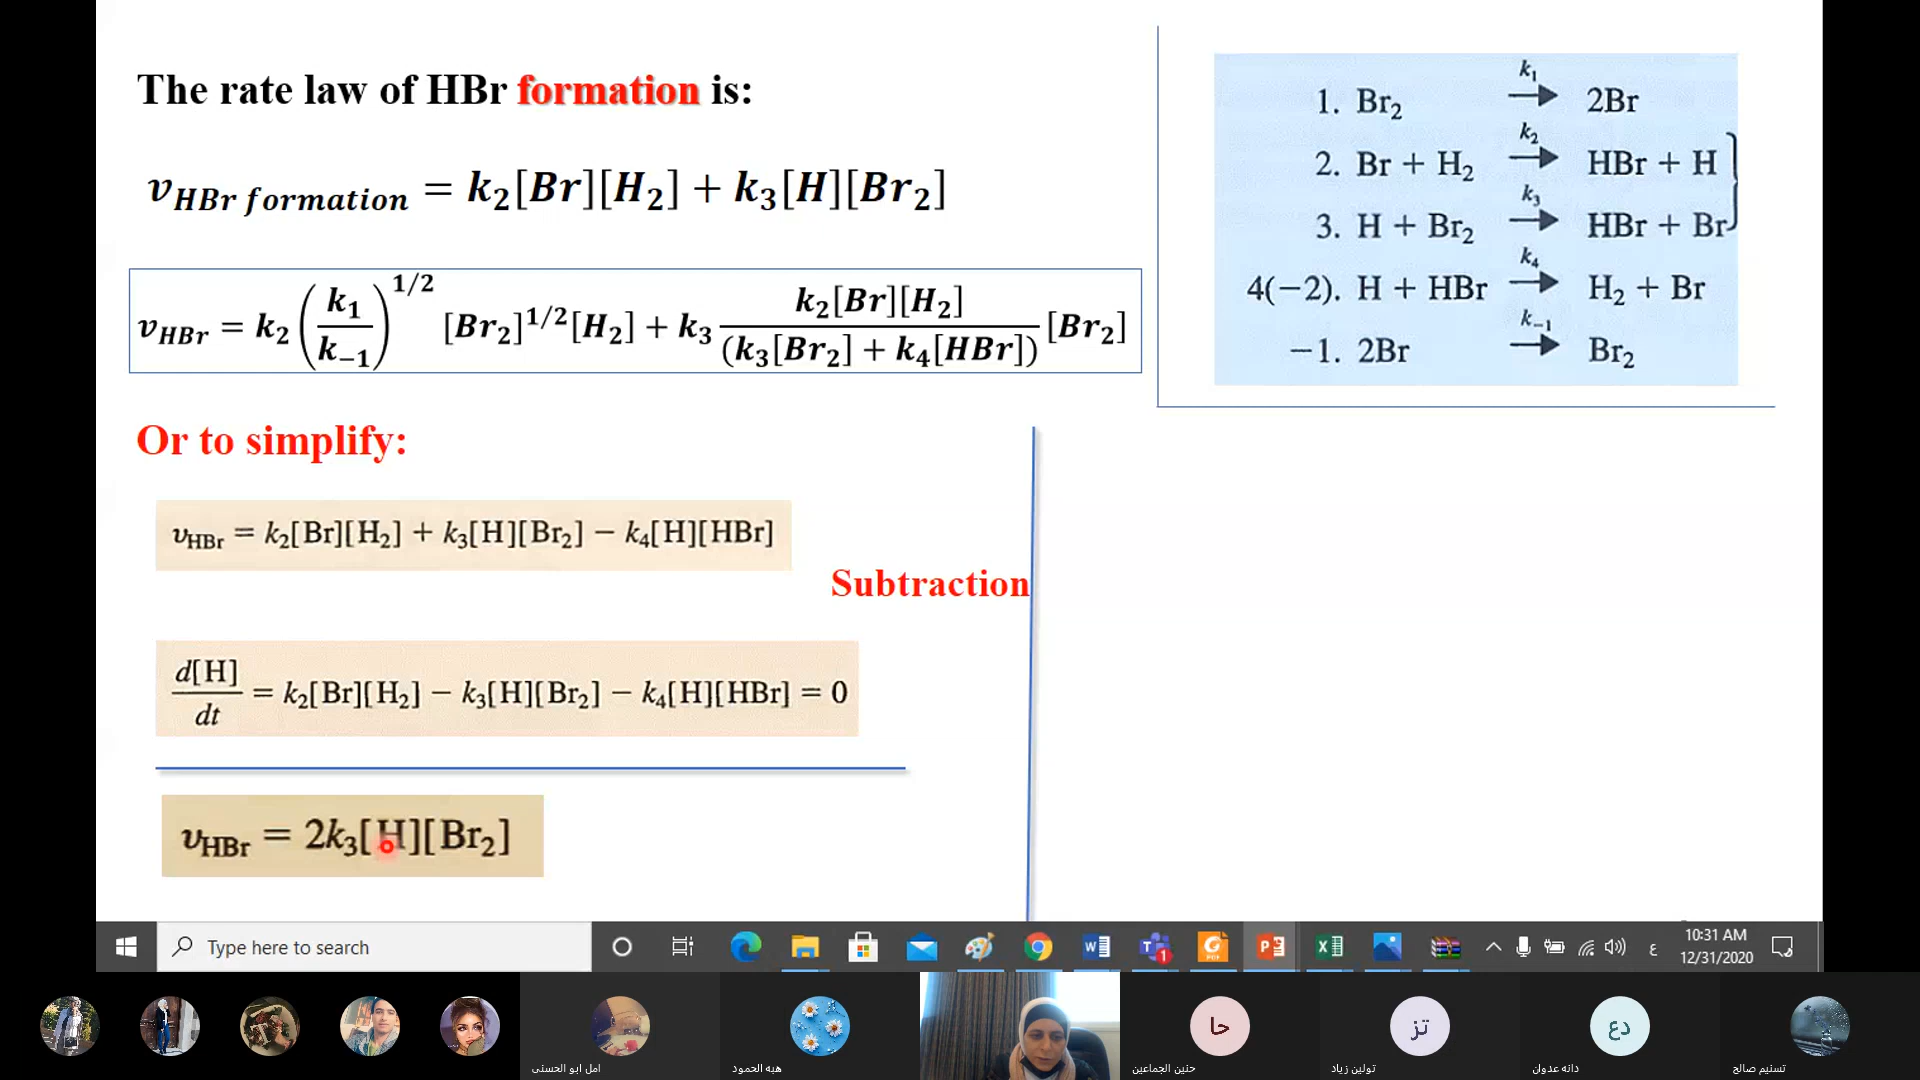 The rate law of HBr formation is:
v_HBr formation = k₂[Br][H₂] + k₃[H][Br₂]
v_HBr = k₂ (k₁/k₋₁)^1/2 [Br₂]^1/2[H₂] + k₃ k₂[Br][H₂]/(k₃[Br₂] + k₄[HBr]) [Br₂]
Or to simplify:
v_HBr = k₂[Br][H₂] + k₃[H][Br₂] − k₄[H][HBr]
Subtraction
d[H]/dt = k₂[Br][H₂] − k₃[H][Br₂] − k₄[H][HBr] = 0
v_HBr = 2k₃[H][Br₂]
1. Br₂ k₁→ 2Br
2. Br + H₂ k₂→ HBr + H
3. H + Br₂ k₃→ HBr + Br
4(−2). H + HBr k₄→ H₂ + Br
−1. 2Br k₋₁→ Br₂
Type here to search
1
PDF
ع
10:31 AM
12/31/2020
حا
تز
دع
امل ابو الحسنى
هبه الحمود
حنين الجماعين
تولين زياد
دانه عدوان
تسنيم صالح